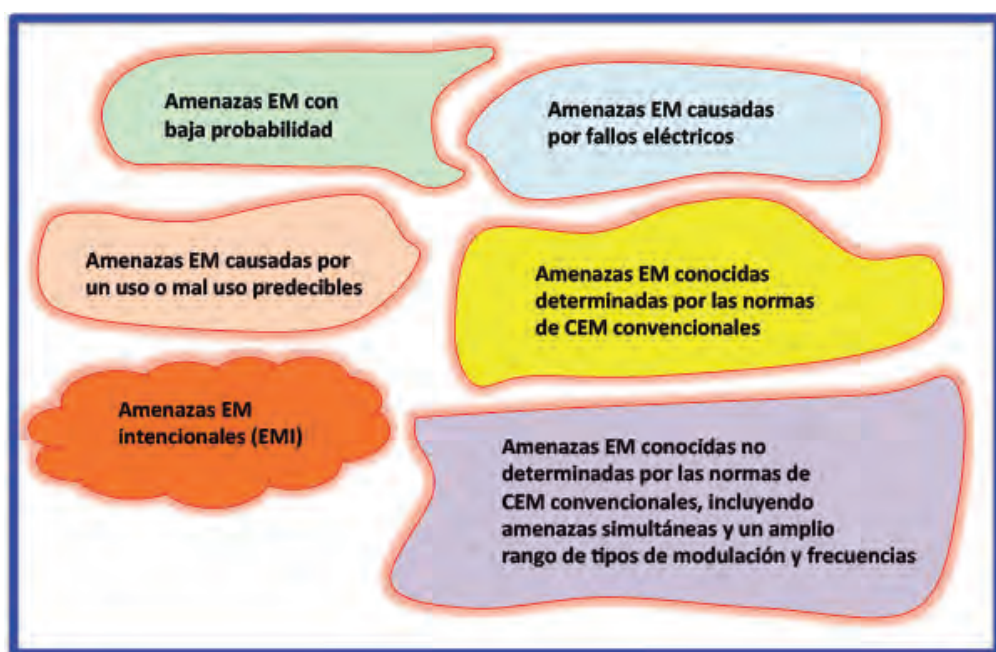 Amenazas EM con
baja probabilidad
Amenazas EM causadas
por fallos eléctricos
Amenazas EM causadas por
un uso o mal uso predecibles
Amenazas EM conocidas
determinadas por las normas
de CEM convencionales
Amenazas EM
intencionales (EMI)
Amenazas EM conocidas no
determinadas por las normas de
CEM convencionales, incluyendo
amenazas simultáneas y un amplio
rango de tipos de modulación y frecuencias